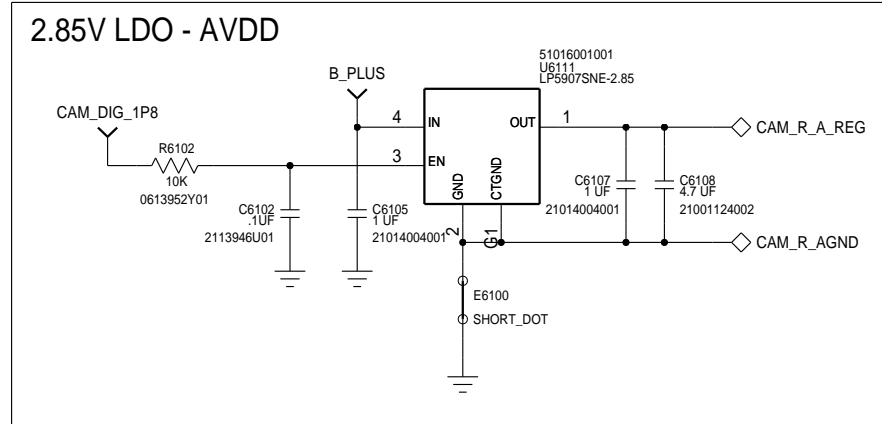 2.85V LDO - AVDD
51016001001
U6111
LP5907SNE-2.85
B_PLUS
CAM_DIG_1P8
4
IN
OUT
1
CAM_R_A_REG
R6102
3
EN
10K
0613952Y01
GND
CTGND
C6102
.1UF
2113946U01
C6105
1 UF
21014004001
C6107
1 UF
21014004001
C6108
4.7 UF
21001124002
2
G1
CAM_R_AGND
E6100
SHORT_DOT